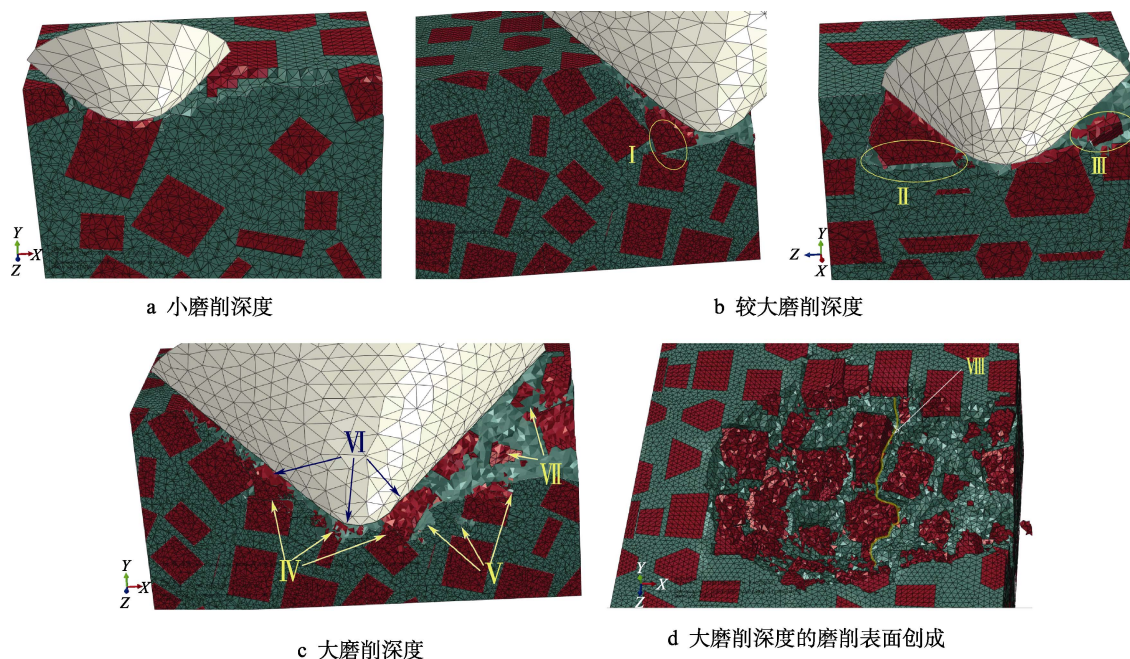 Y
X
Z
a 小磨削深度
I
II
III
Y
Z
X
b 较大磨削深度
VI
VII
IV
V
Y
X
Z
c 大磨削深度
VIII
Y
X
Z
d 大磨削深度的磨削表面创成